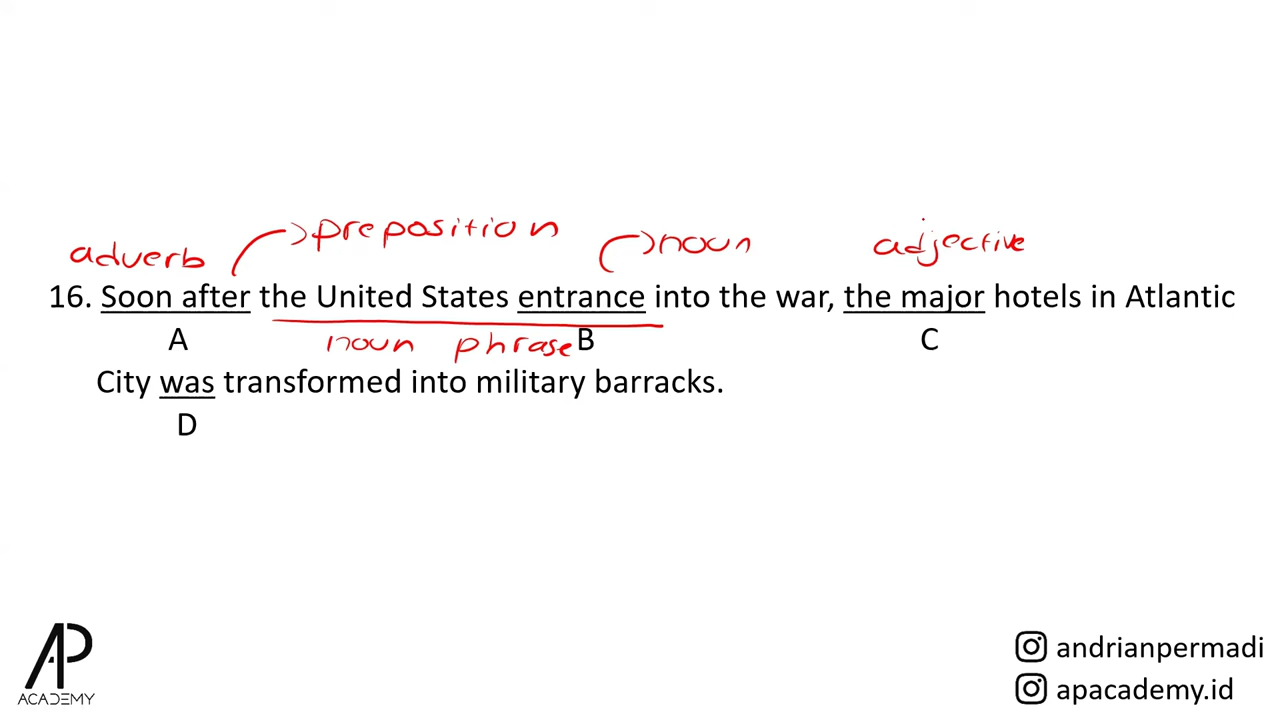 preposition
adverb
noun
adjective
16. Soon after the United States entrance into the war, the major hotels in Atlantic
noun phrase
A B C
City was transformed into military barracks.
D
AP
ACADEMY
andrianpermadi
apacademy.id